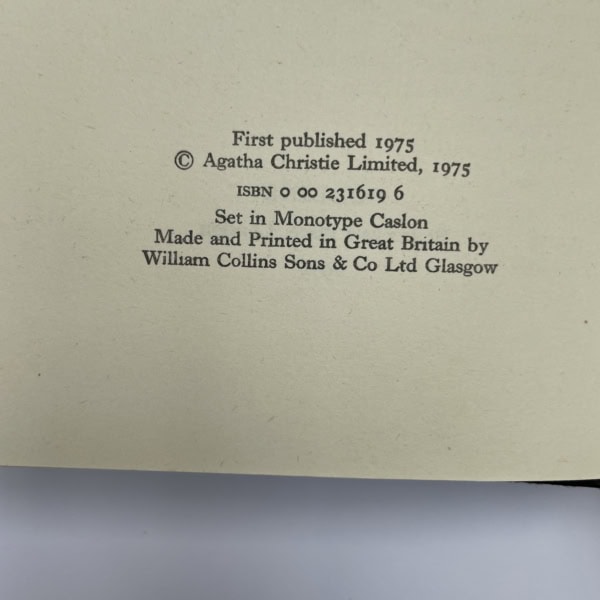 First published 1975
© Agatha Christie Limited, 1975
ISBN 0 00 231619 6
Set in Monotype Caslon
Made and Printed in Great Britain by
William Collins Sons & Co Ltd Glasgow